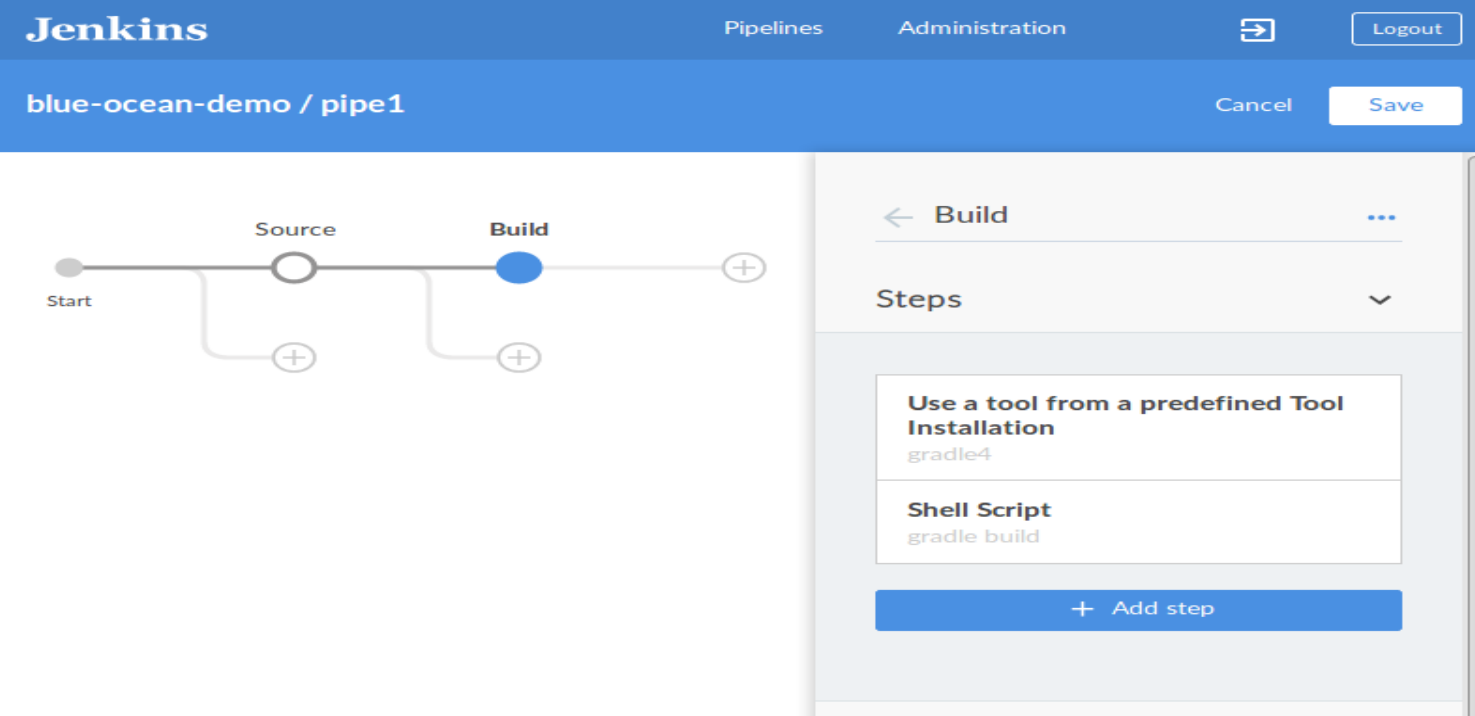 Jenkins
Pipelines
Administration
Logout
blue-ocean-demo / pipe1
Cancel
Save
Source
Build
Start
Build
Steps
Use a tool from a predefined Tool
Installation
gradle4
Shell Script
gradle build
Add step